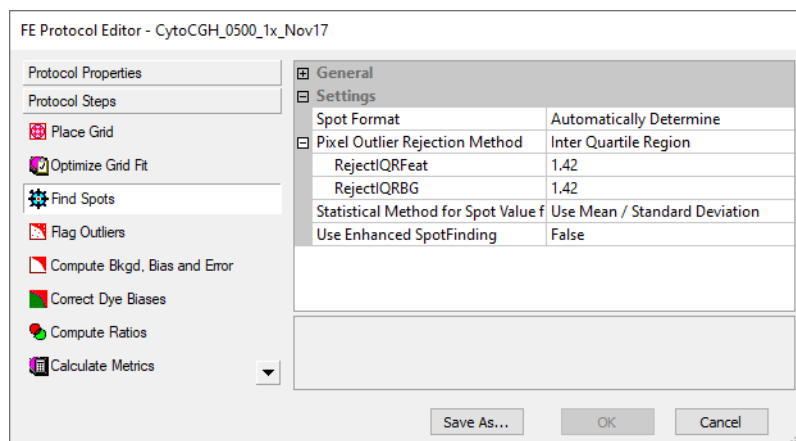 FE Protocol Editor - CytoCGH_0500_1x_Nov17
Protocol Properties
Protocol Steps
Place Grid
Optimize Grid Fit
Find Spots
Flag Outliers
Compute Bkgd, Bias and Error
Correct Dye Biases
Compute Ratios
Calculate Metrics
General
Settings
Spot Format Automatically Determine
Pixel Outlier Rejection Method Inter Quartile Region
RejectIQRFeat 1.42
RejectIQRBG 1.42
Statistical Method for Spot Value f Use Mean / Standard Deviation
Use Enhanced SpotFinding False
Save As... OK Cancel